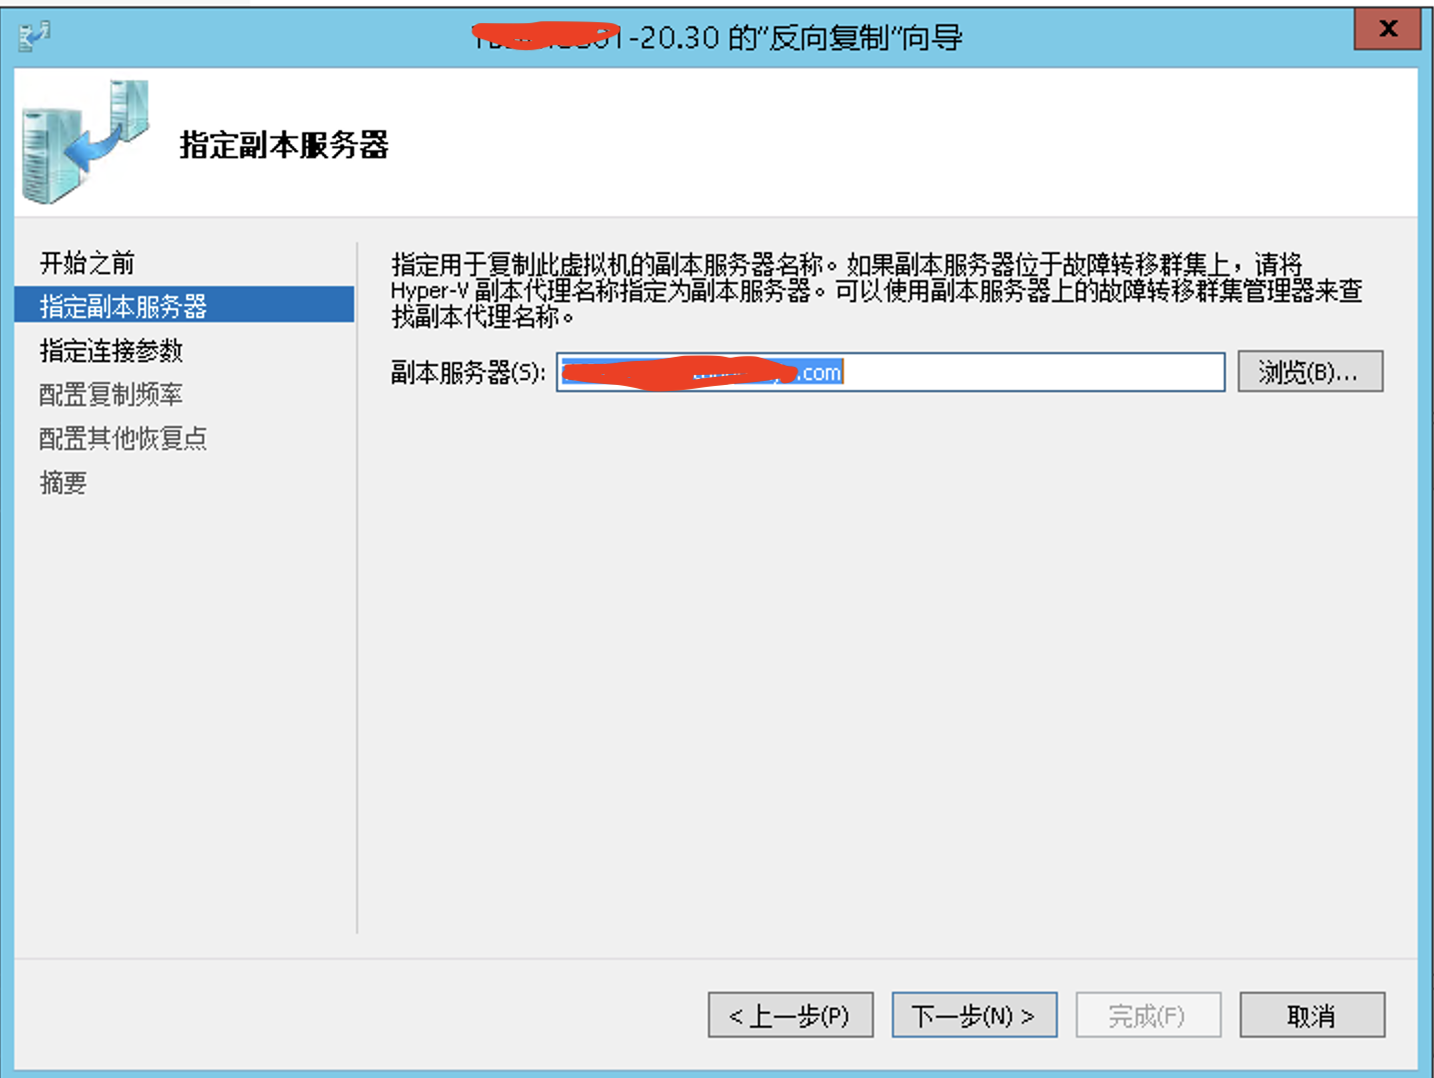 1-20.30 的"反向复制"向导
指定副本服务器
开始之前
指定副本服务器
指定连接参数
配置复制频率
配置其他恢复点
摘要
指定用于复制此虚拟机的副本服务器名称。如果副本服务器位于故障转移群集上，请将
Hyper-V 副本代理名称指定为副本服务器。可以使用副本服务器上的故障转移群集管理器来查
找副本代理名称。
副本服务器(S): .com 浏览(B)...
< 上一步(P) 下一步(N) > 完成(F) 取消